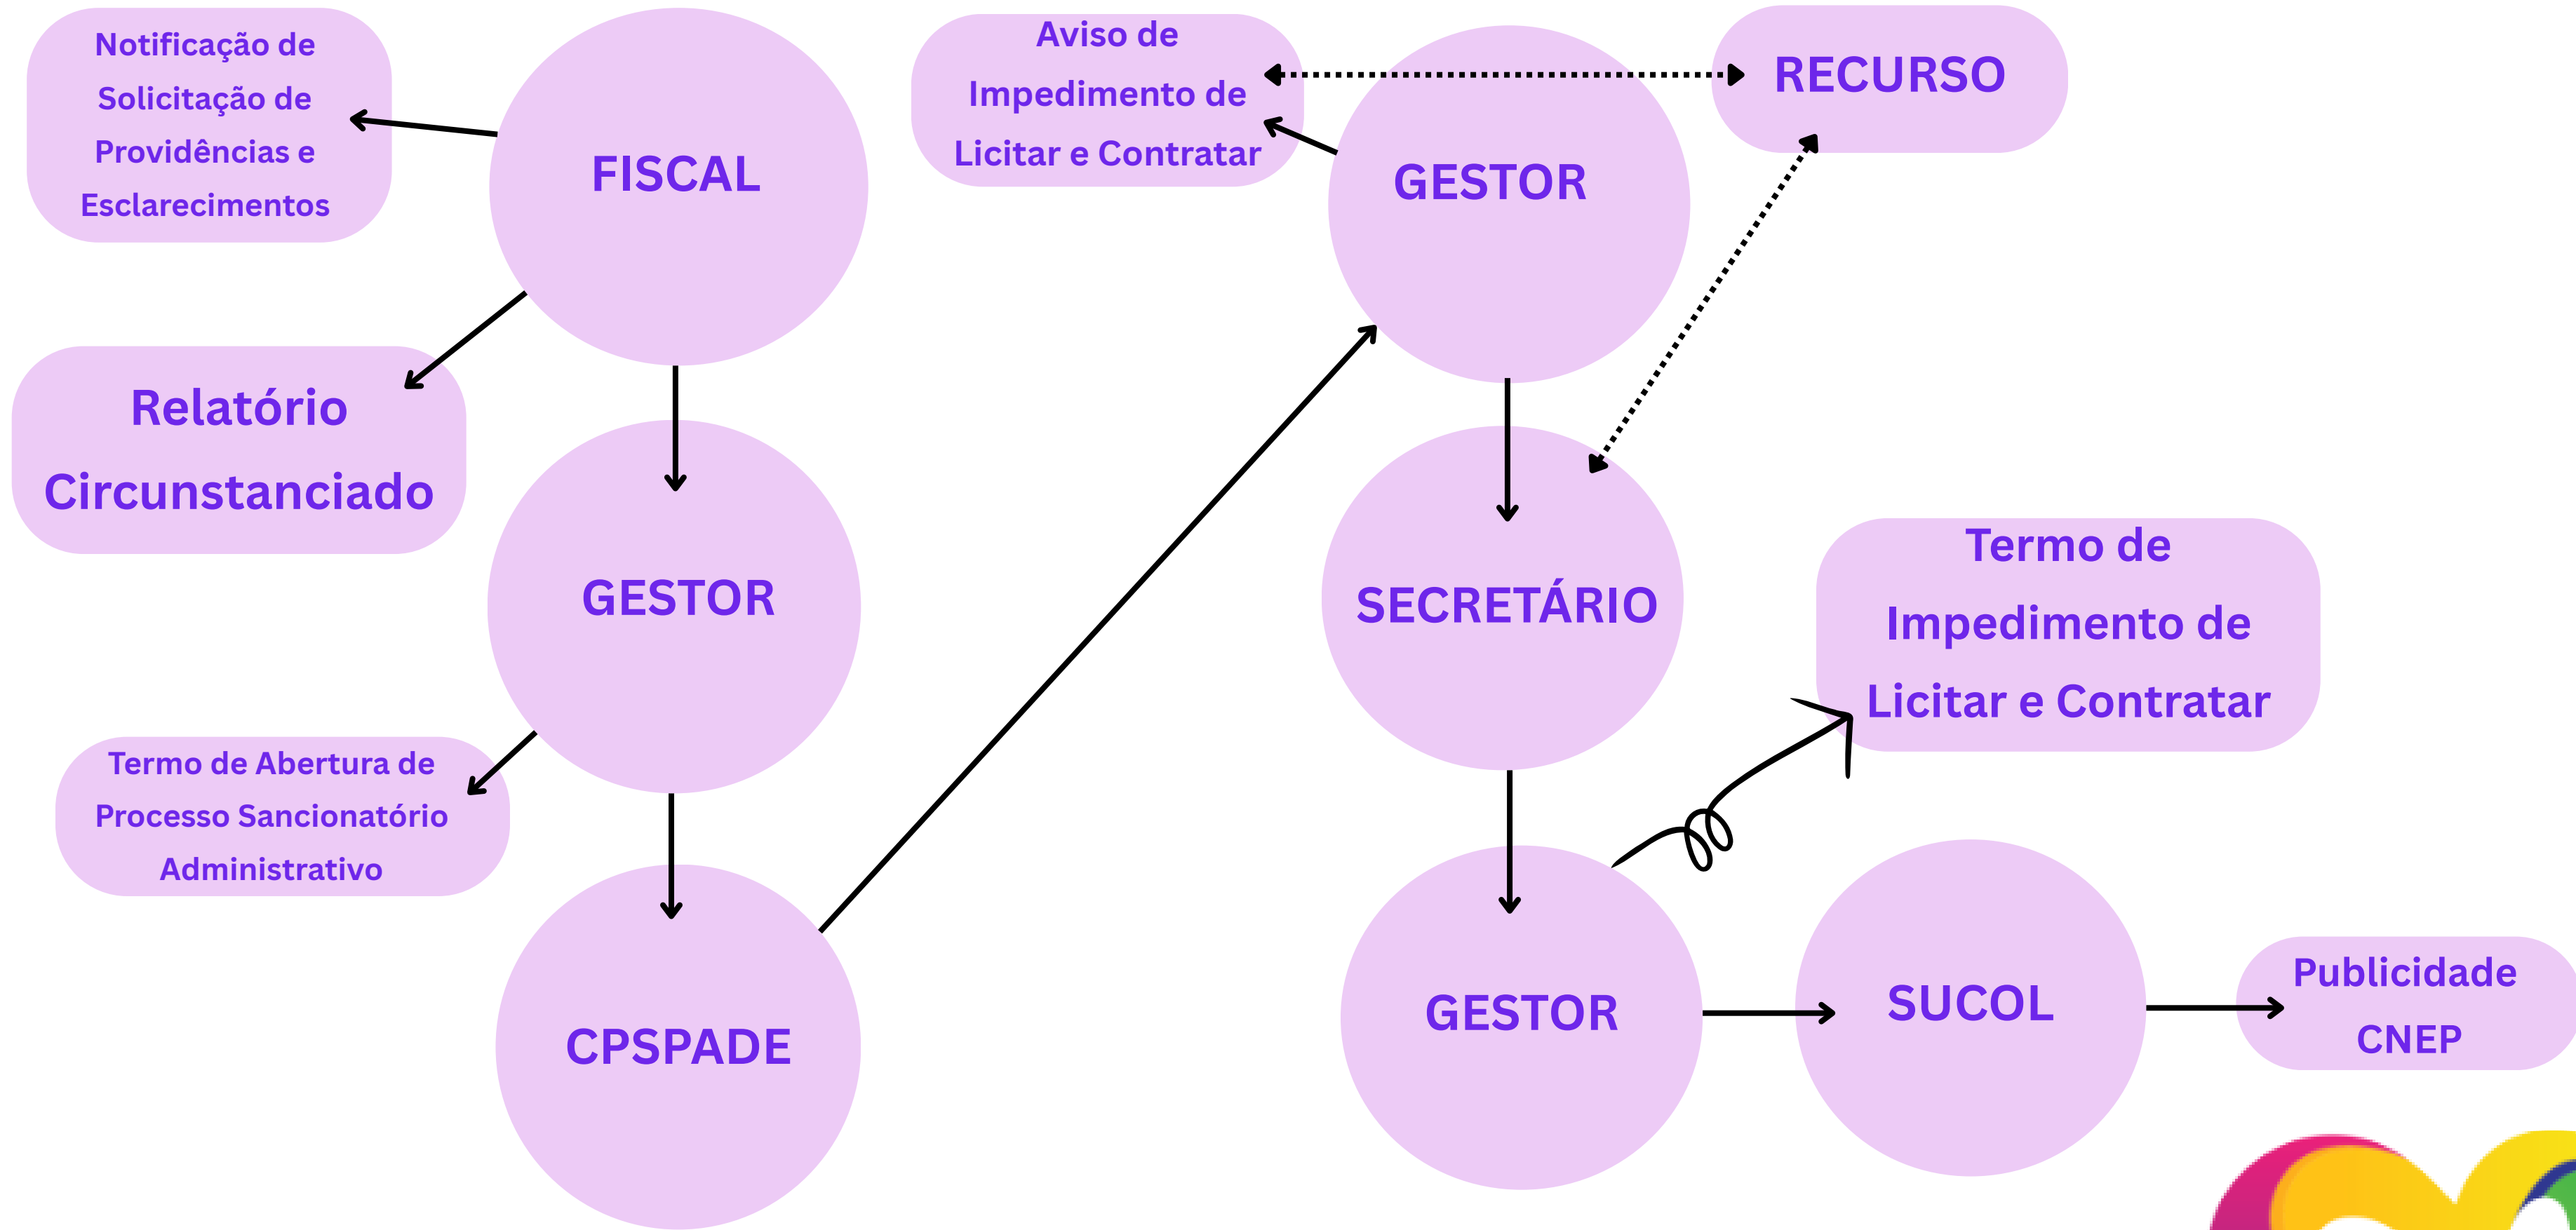 Notificação de
Solicitação de
Providências e
Esclarecimentos
FISCAL
Relatório
Circunstanciado
GESTOR
Termo de Abertura de
Processo Sancionatório
Administrativo
CPSPADE
Aviso de
Impedimento de
Licitar e Contratar
GESTOR
RECURSO
SECRETÁRIO
Termo de
Impedimento de
Licitar e Contratar
GESTOR
SUCOL
Publicidade
CNEP